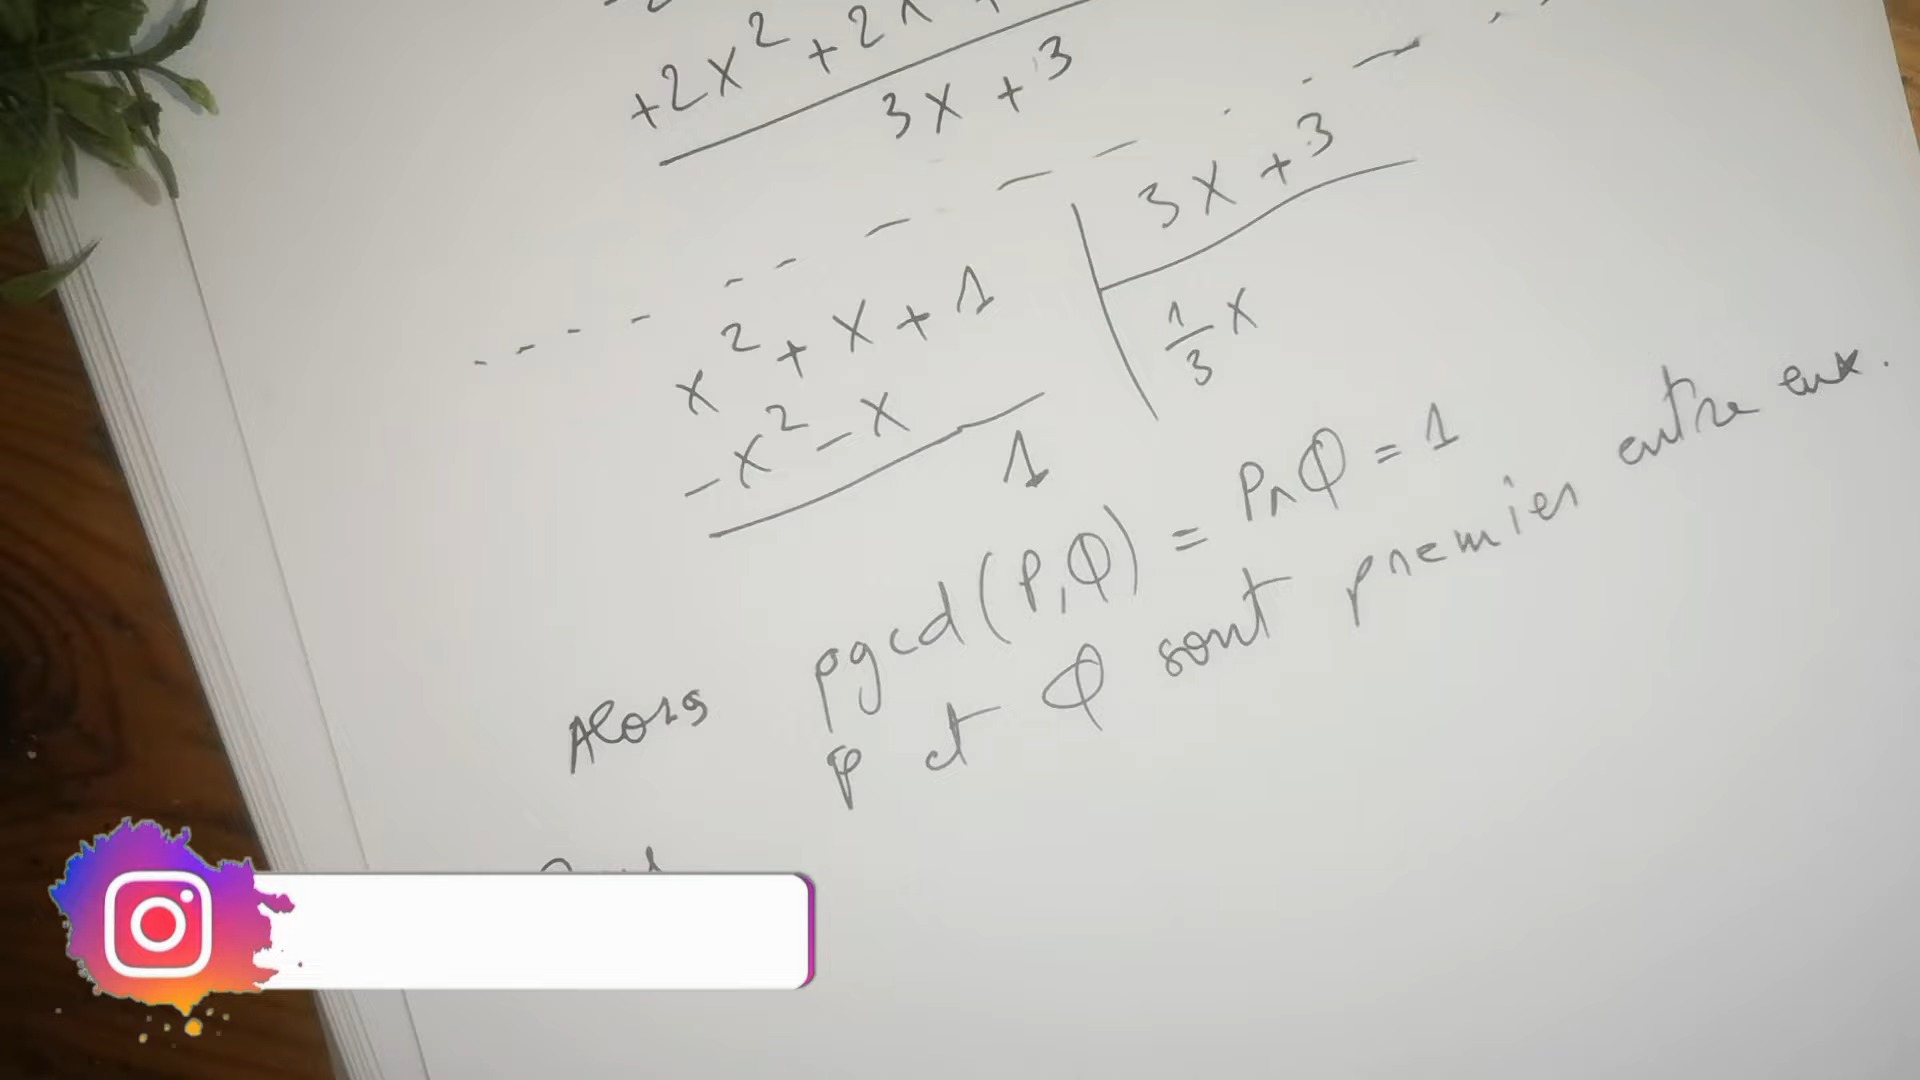 +2X² + 2X
3X + 3
3X + 3
X² + X + 1
1/3 X
-X² - X
1
Alors pgcd(P,Q) = P∧Q = 1
P et Q sont premier entre eux.